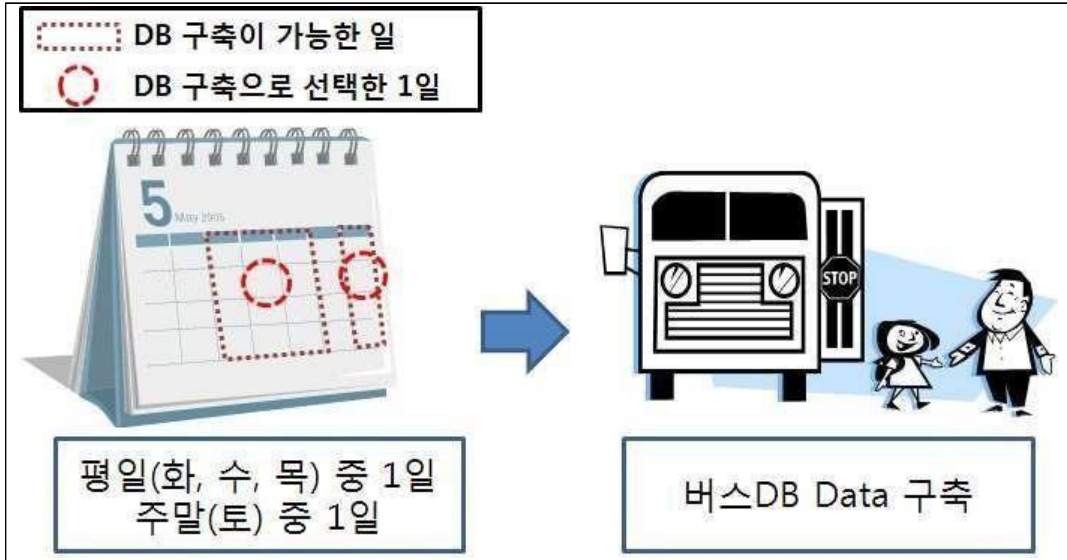 DB 구축이 가능한 일
DB 구축으로 선택한 1일
5
May 2005
STOP
평일(화, 수, 목) 중 1일
주말(토) 중 1일
버스DB Data 구축